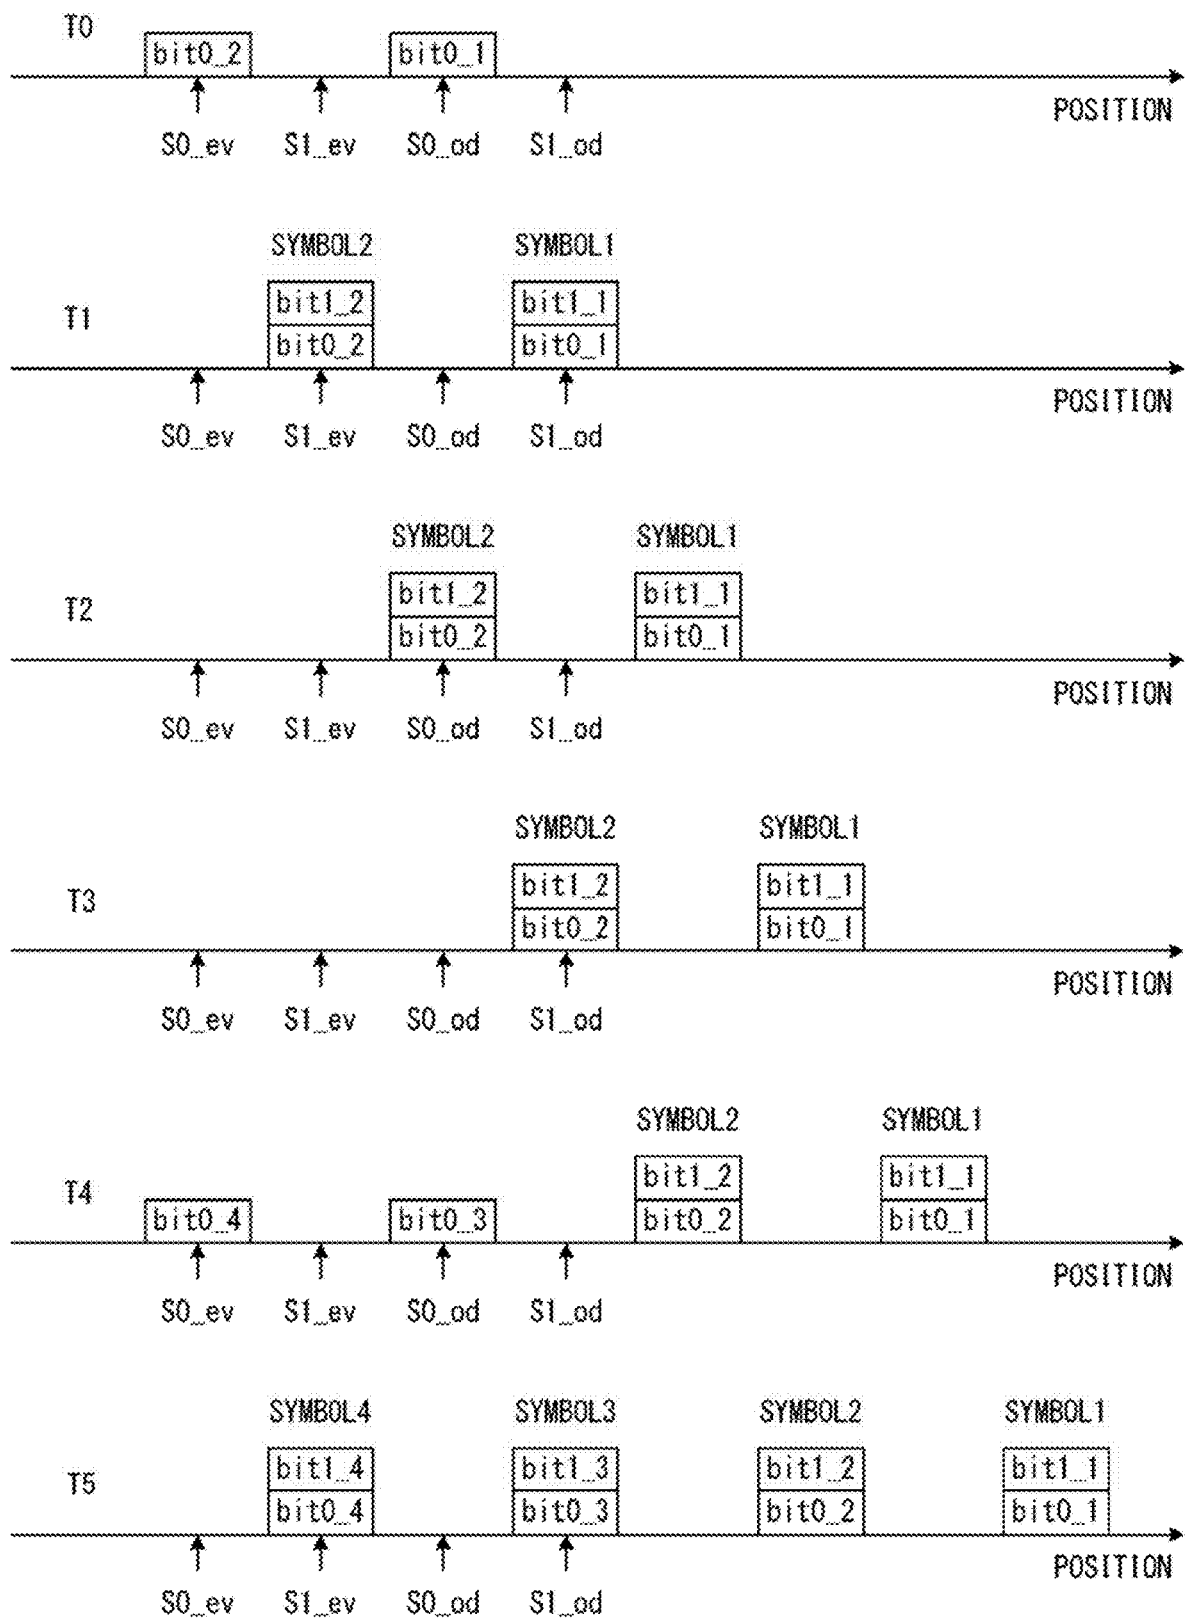 T0
bit0_2 bit0_1
POSITION
S0_ev S1_ev S0_od S1_od
SYMBOL2 SYMBOL1
bit1_2 bit1_1
T1
bit0_2 bit0_1
POSITION
S0_ev S1_ev S0_od S1_od
SYMBOL2 SYMBOL1
bit1_2 bit1_1
T2
bit0_2 bit0_1
POSITION
S0_ev S1_ev S0_od S1_od
SYMBOL2 SYMBOL1
bit1_2 bit1_1
T3
bit0_2 bit0_1
POSITION
S0_ev S1_ev S0_od S1_od
SYMBOL2 SYMBOL1
bit1_2 bit1_1
T4
bit0_4 bit0_3 bit0_2 bit0_1
POSITION
S0_ev S1_ev S0_od S1_od
SYMBOL4 SYMBOL3 SYMBOL2 SYMBOL1
bit1_4 bit1_3 bit1_2 bit1_1
T5
bit0_4 bit0_3 bit0_2 bit0_1
POSITION
S0_ev S1_ev S0_od S1_od